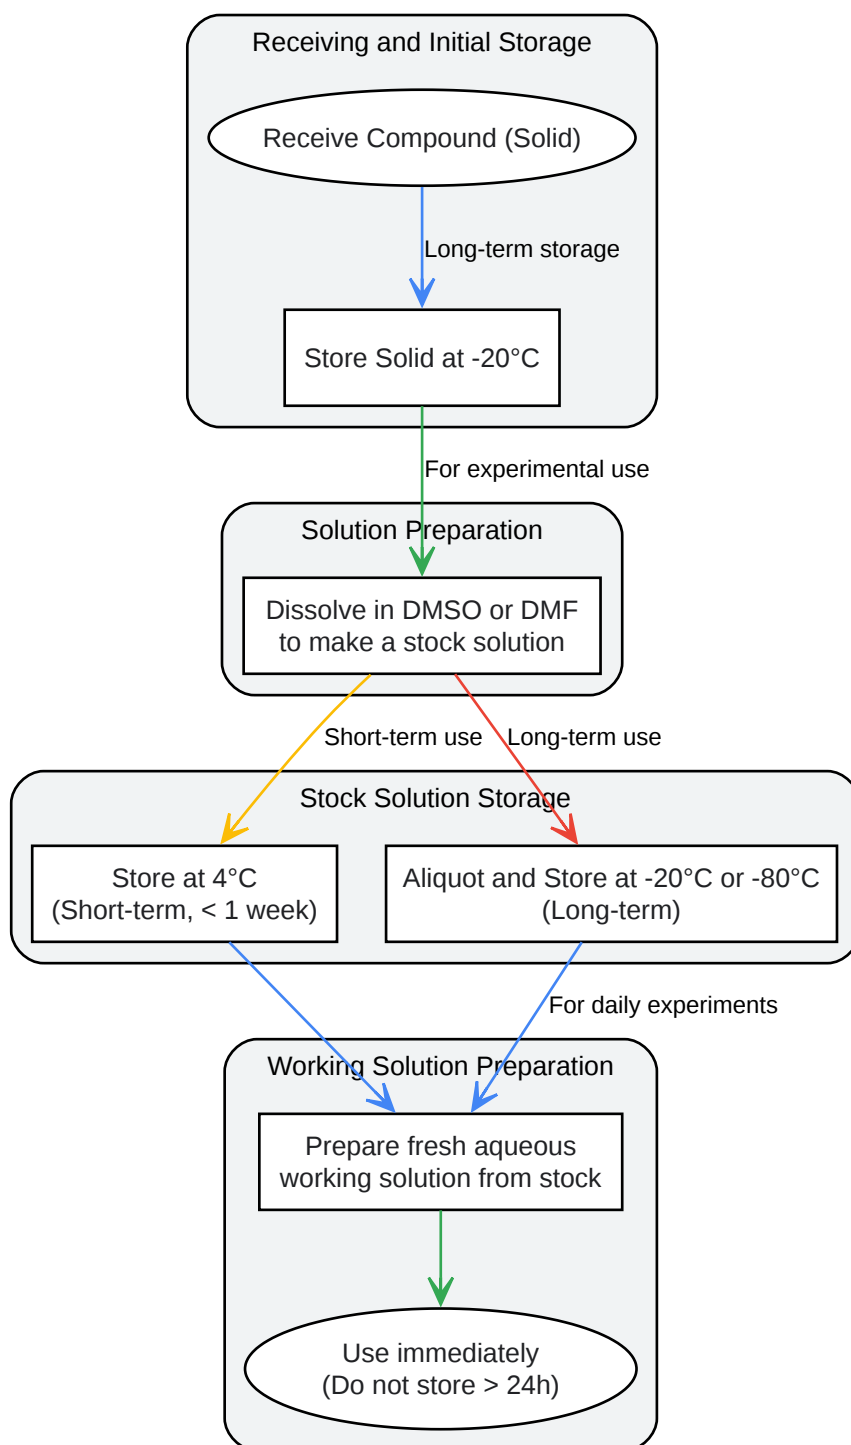 Receiving and Initial Storage
Receive Compound (Solid)
Long-term storage
Store Solid at -20°C
For experimental use
Solution Preparation
Dissolve in DMSO or DMF
to make a stock solution
Short-term use
Long-term use
Stock Solution Storage
Store at 4°C
(Short-term, < 1 week)
Aliquot and Store at -20°C or -80°C
(Long-term)
For daily experiments
Working Solution Preparation
Prepare fresh aqueous
working solution from stock
Use immediately
(Do not store > 24h)